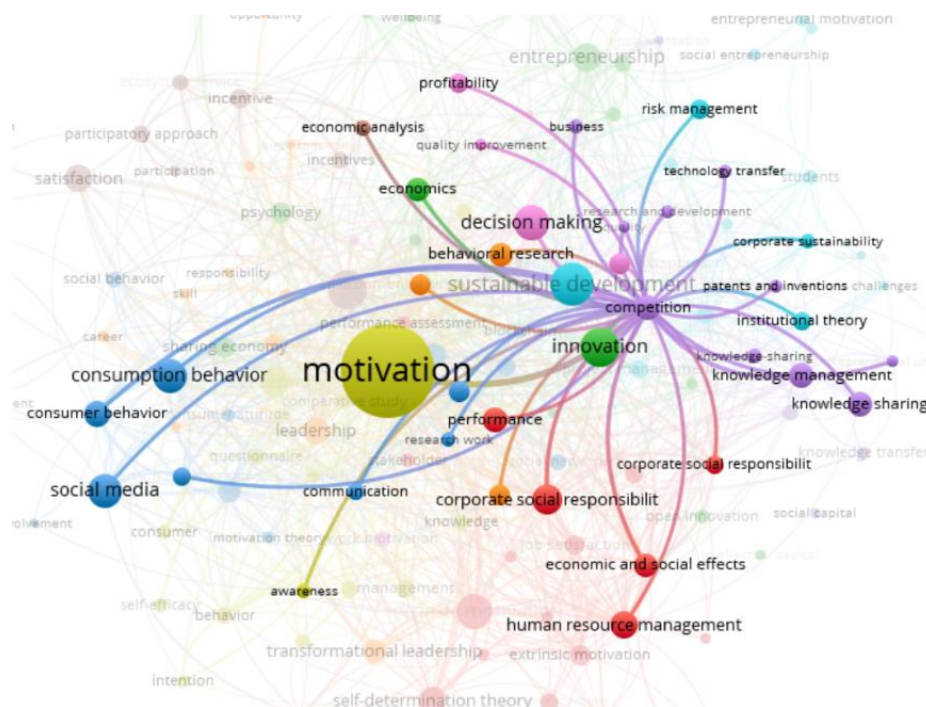 opportunity
wellbeing
entrepreneurial motivation
entrepreneurship
social entrepreneurship
profitability
incentive
risk management
economic analysis
business
participatory approach
quality improvement
incentives
participation
technology transfer
satisfaction
students
economics
psychology
research and development
decision making
behavioral research
corporate sustainability
social behavior
responsibility
sustainable development
patents and inventions
challenges
skill
competition
institutional theory
performance assessment
blockchain
career
sharing economy
innovation
knowledge-sharing
motivation
consumption behavior
knowledge management
comparative study
knowledge sharing
consumer behavior
performance
leadership
research work
stakeholder
knowledge transfer
questionnaire
corporate social responsibilit
social media
communication
corporate social responsibilit
social capital
knowledge
open innovation
consumer
motivation theory
work motivation
job satisfaction
economic and social effects
awareness
management
self-efficacy
behavior
human resource management
transformational leadership
extrinsic motivation
intention
self-determination theory